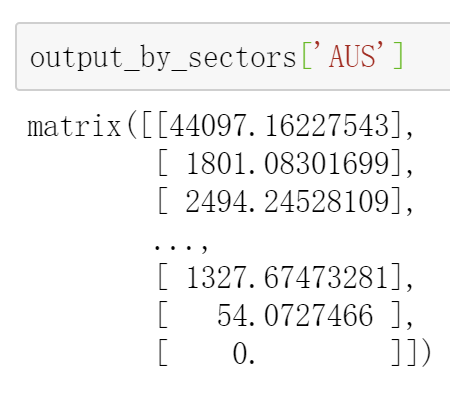 output_by_sectors['AUS']
matrix([[44097.16227543],
        [ 1801.08301699],
        [ 2494.24528109],
        ...,
        [ 1327.67473281],
        [   54.0727466 ],
        [    0.        ]])